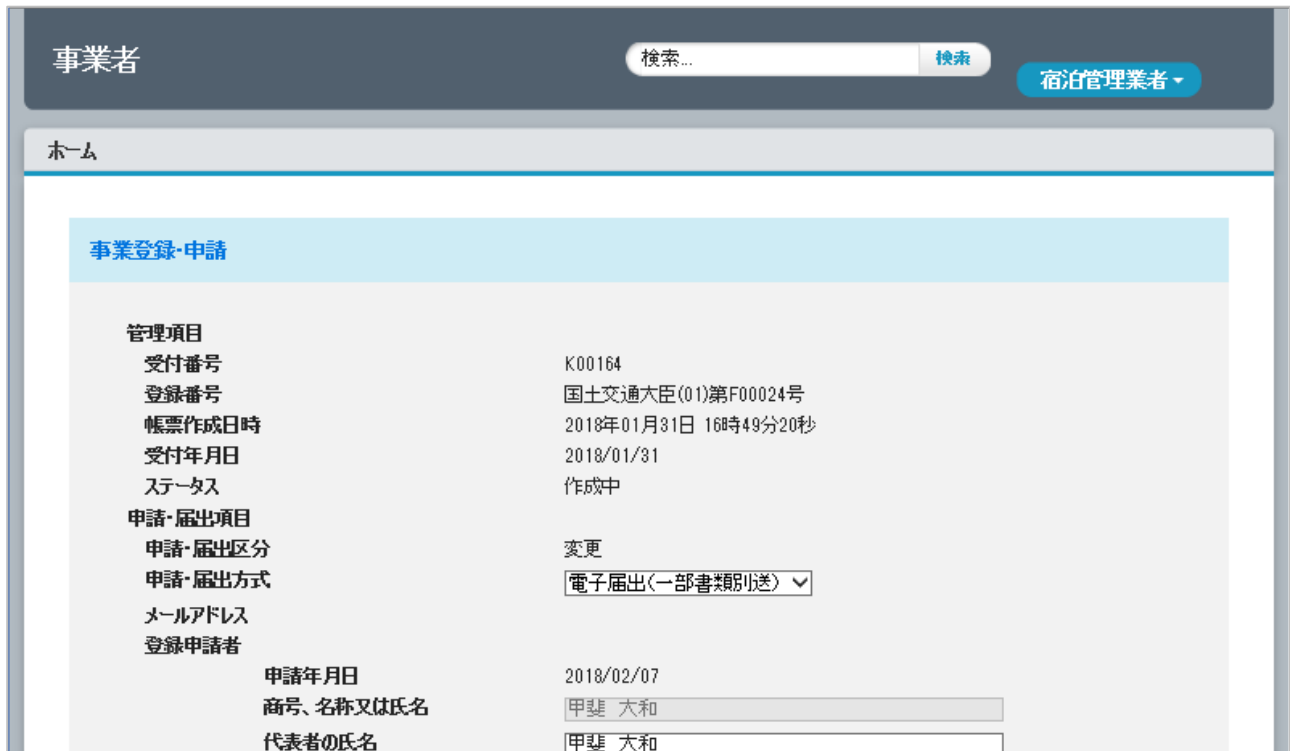 事業者
検索... 検索
宿泊管理業者
ホーム
事業登録・申請
管理項目
受付番号 K00164
登録番号 国土交通大臣(01)第F00024号
帳票作成日時 2018年01月31日 16時49分20秒
受付年月日 2018/01/31
ステータス 作成中
申請・届出項目
申請・届出区分 変更
申請・届出方式 電子届出(一部書類別送)
メールアドレス
登録申請者
申請年月日 2018/02/07
商号、名称又は氏名 甲斐 大和
代表者の氏名 甲斐 大和